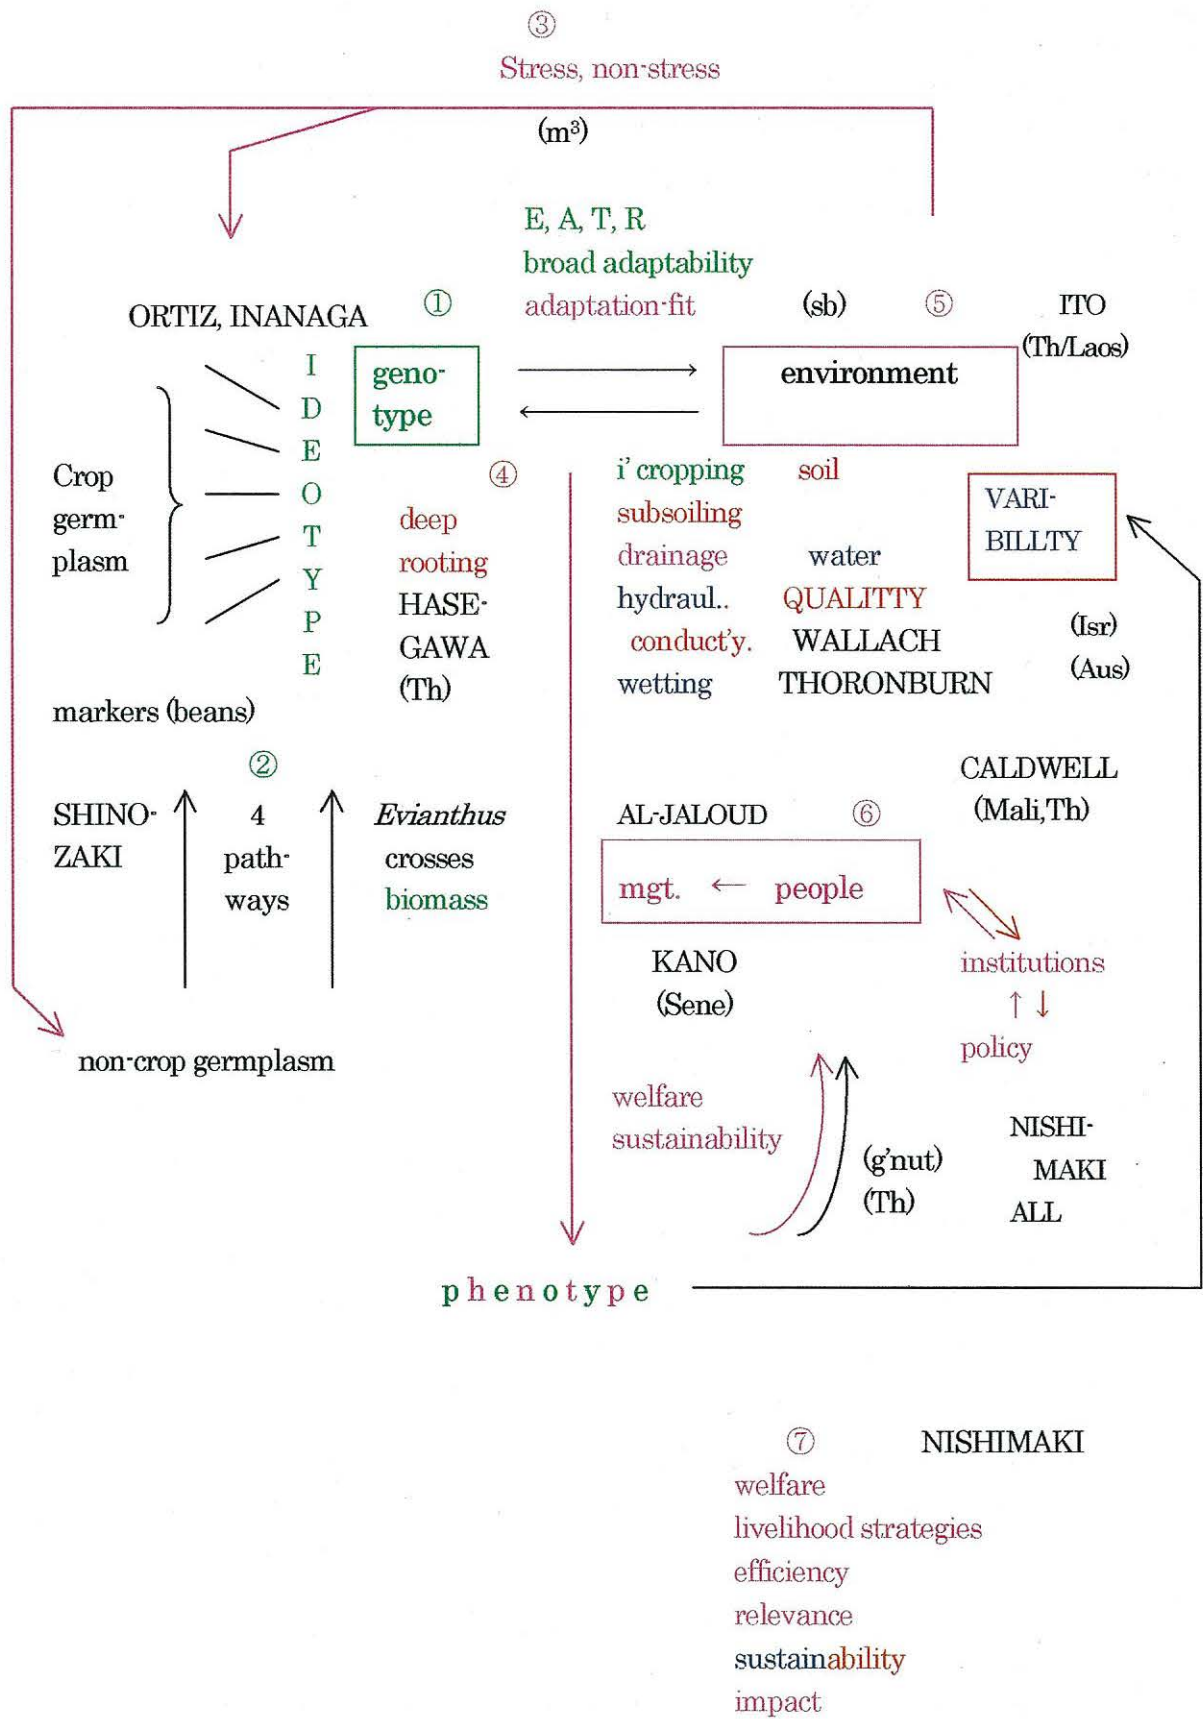 ③
Stress, non-stress
(m³)
E, A, T, R
broad adaptability
adaptation-fit
(sb)
⑤
ITO
(Th/Laos)
ORTIZ, INANAGA
①
I
D
E
O
T
Y
P
E
geno-
type
environment
Crop
germ-
plasm
④
deep
rooting
HASE-
GAWA
(Th)
i' cropping
soil
subsoiling
drainage
water
hydraul..
QUALITTY
conduct'y.
WALLACH
wetting
THORONBURN
VARI-
BILLTY
(Isr)
(Aus)
markers (beans)
②
SHINO-
ZAKI
4
path-
ways
Evianthus
crosses
biomass
CALDWELL
(Mali,Th)
AL-JALOUD
⑥
mgt. ← people
KANO
(Sene)
institutions
↑ ↓
policy
non-crop germplasm
welfare
sustainability
(g'nut)
(Th)
NISHI-
MAKI
ALL
phenotype
⑦
NISHIMAKI
welfare
livelihood strategies
efficiency
relevance
sustainability
impact